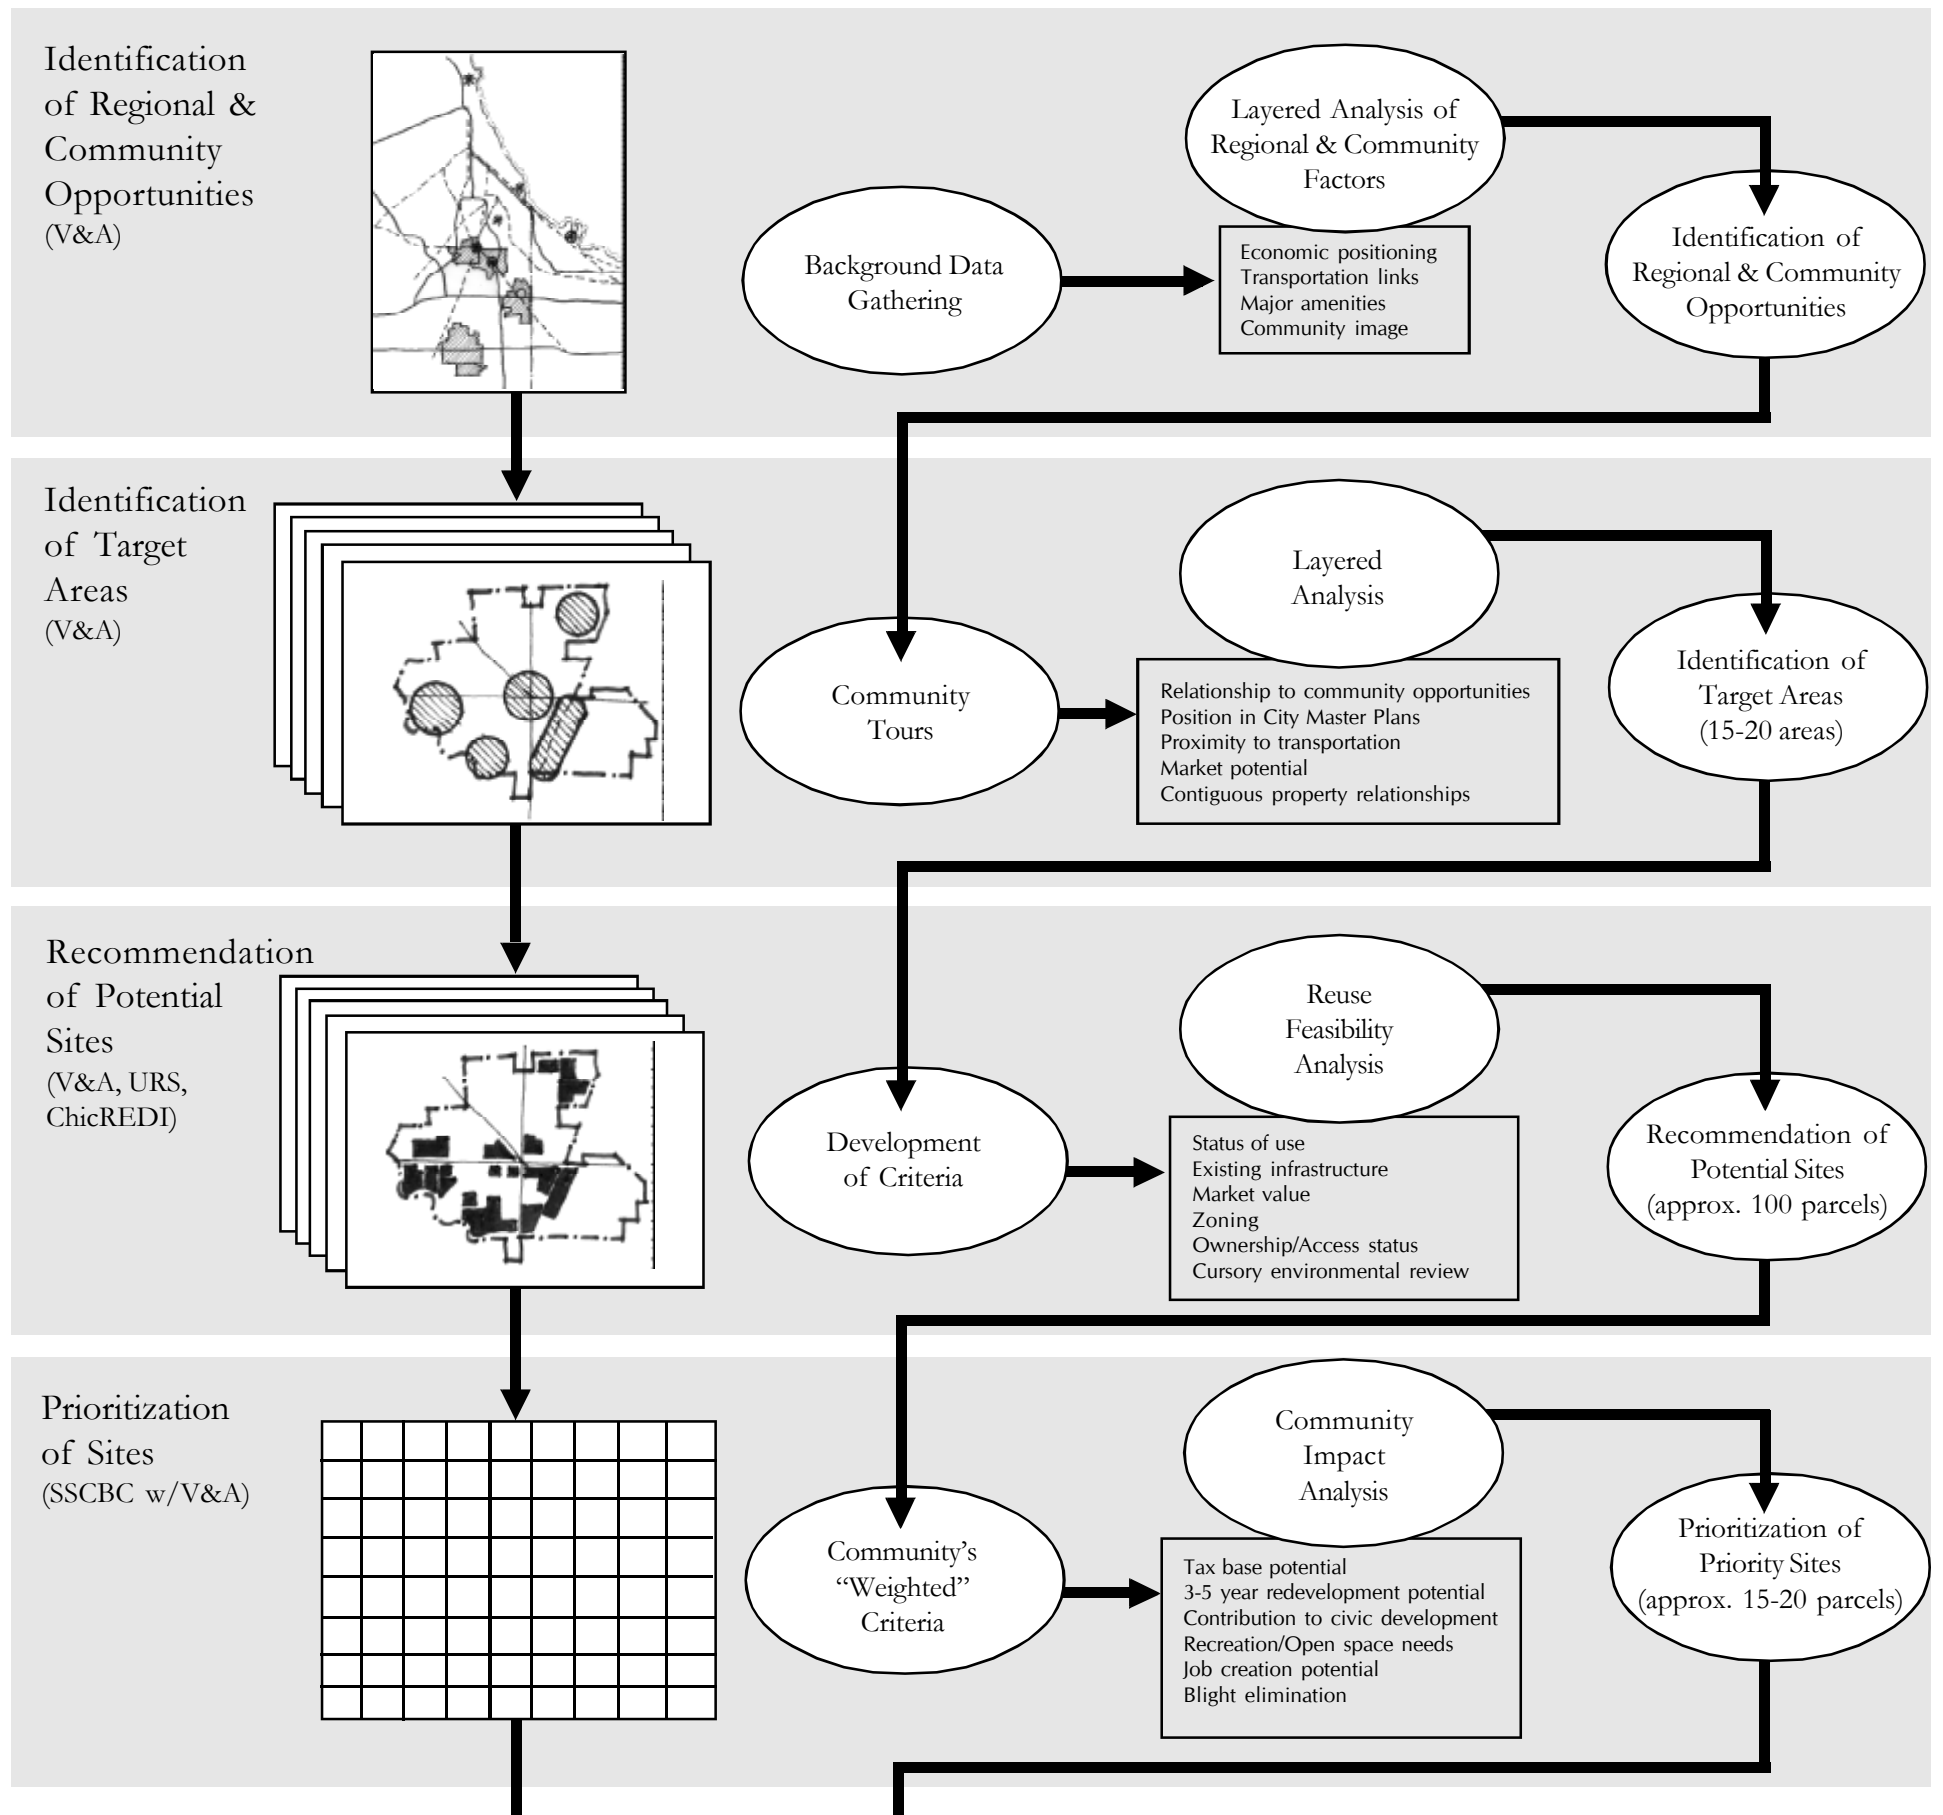 Identification
of Regional &
Community
Opportunities
(V&A)
Layered Analysis of
Regional & Community
Factors
Background Data
Gathering
Economic positioning
Transportation links
Major amenities
Community image
Identification of
Regional & Community
Opportunities
Identification
of Target
Areas
(V&A)
Layered
Analysis
Community
Tours
Relationship to community opportunities
Position in City Master Plans
Proximity to transportation
Market potential
Contiguous property relationships
Identification of
Target Areas
(15-20 areas)
Recommendation
of Potential
Sites
(V&A, URS,
ChicREDI)
Reuse
Feasibility
Analysis
Development
of Criteria
Status of use
Existing infrastructure
Market value
Zoning
Ownership/Access status
Cursory environmental review
Recommendation of
Potential Sites
(approx. 100 parcels)
Prioritization
of Sites
(SSCBC w/V&A)
Community
Impact
Analysis
Community’s
“Weighted”
Criteria
Tax base potential
3-5 year redevelopment potential
Contribution to civic development
Recreation/Open space needs
Job creation potential
Blight elimination
Prioritization of
Priority Sites
(approx. 15-20 parcels)